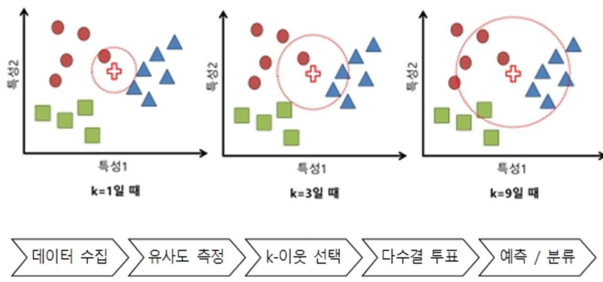 특성2
특성1
k=1일 때
특성2
특성1
k=3일 때
특성2
특성1
k=9일 때
데이터 수집
유사도 측정
k-이웃 선택
다수결 투표
예측 / 분류